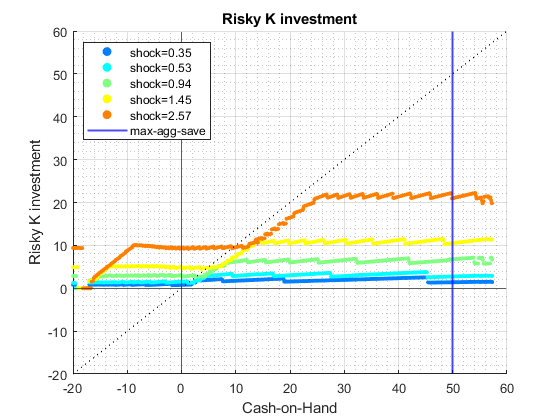 Risky K investment
60
50
40
30
20
10
0
-10
-20
Risky K investment
shock=0.35
shock=0.53
shock=0.94
shock=1.45
shock=2.57
max-agg-save
-20 -10 0 10 20 30 40 50 60
Cash-on-Hand